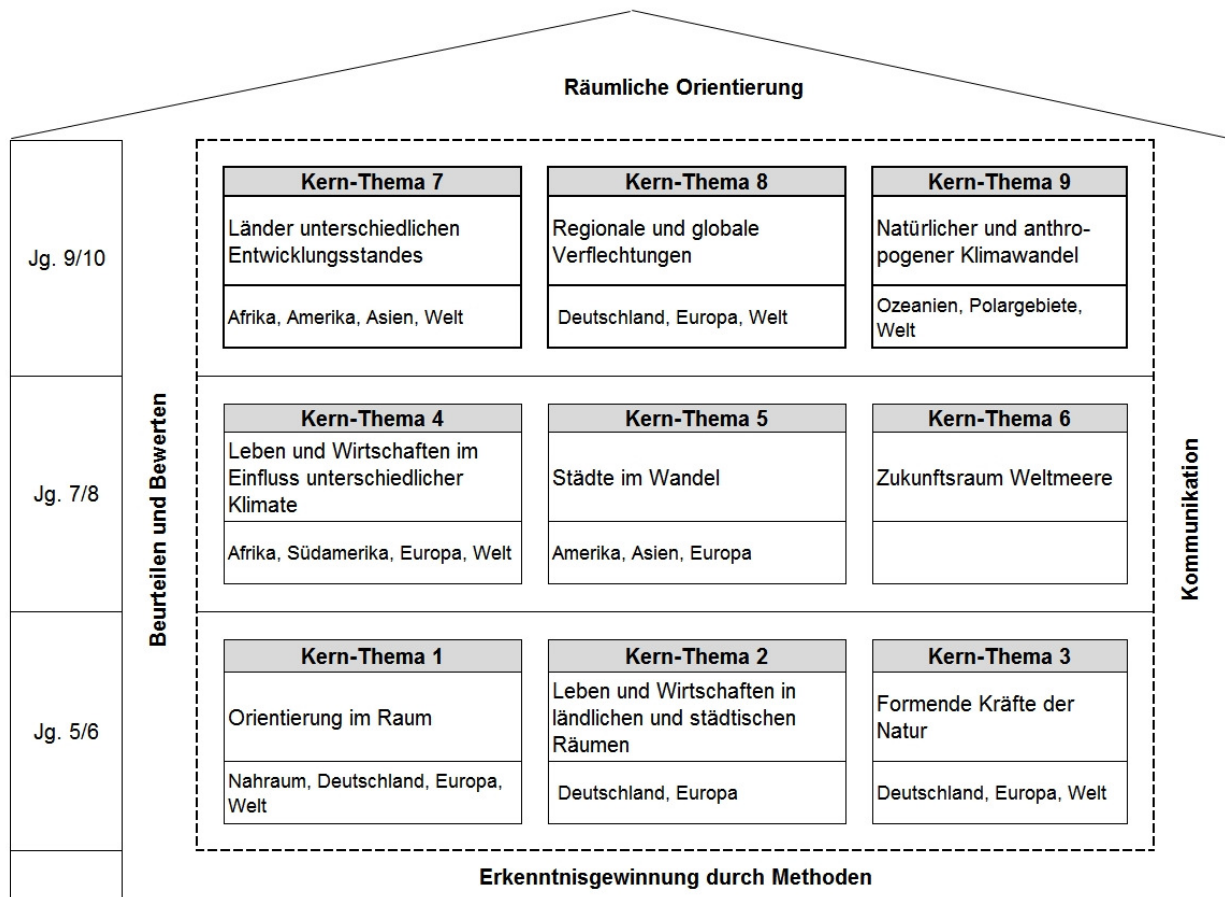 Räumliche Orientierung
Jg. 9/10
Kern-Thema 7
Länder unterschiedlichen
Entwicklungsstandes
Afrika, Amerika, Asien, Welt
Kern-Thema 8
Regionale und globale
Verflechtungen
Deutschland, Europa, Welt
Kern-Thema 9
Natürlicher und anthro-
pogener Klimawandel
Ozeanien, Polargebiete,
Welt
Beurteilen und Bewerten
Jg. 7/8
Kern-Thema 4
Leben und Wirtschaften im
Einfluss unterschiedlicher
Klimate
Afrika, Südamerika, Europa, Welt
Kern-Thema 5
Städte im Wandel
Amerika, Asien, Europa
Kern-Thema 6
Zukunftsraum Weltmeere
Kommunikation
Jg. 5/6
Kern-Thema 1
Orientierung im Raum
Nahraum, Deutschland, Europa,
Welt
Kern-Thema 2
Leben und Wirtschaften in
ländlichen und städtischen
Räumen
Deutschland, Europa
Kern-Thema 3
Formende Kräfte der
Natur
Deutschland, Europa, Welt
Erkenntnisgewinnung durch Methoden